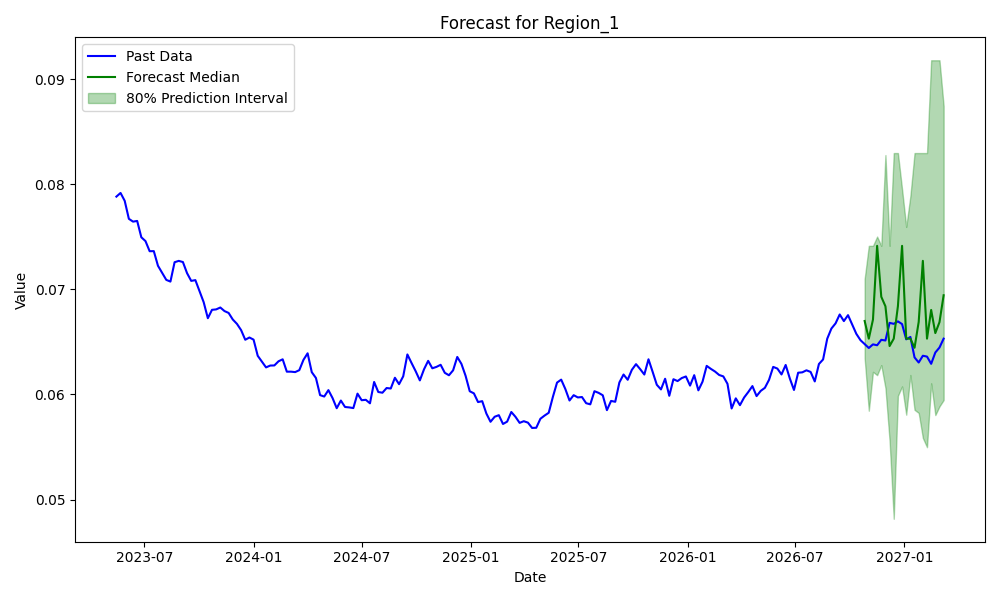 Forecast for Region_1
Past Data
Forecast Median
80% Prediction Interval
Value
0.09
0.08
0.07
0.06
0.05
2023-07
2024-01
2024-07
2025-01
2025-07
2026-01
2026-07
2027-01
Date